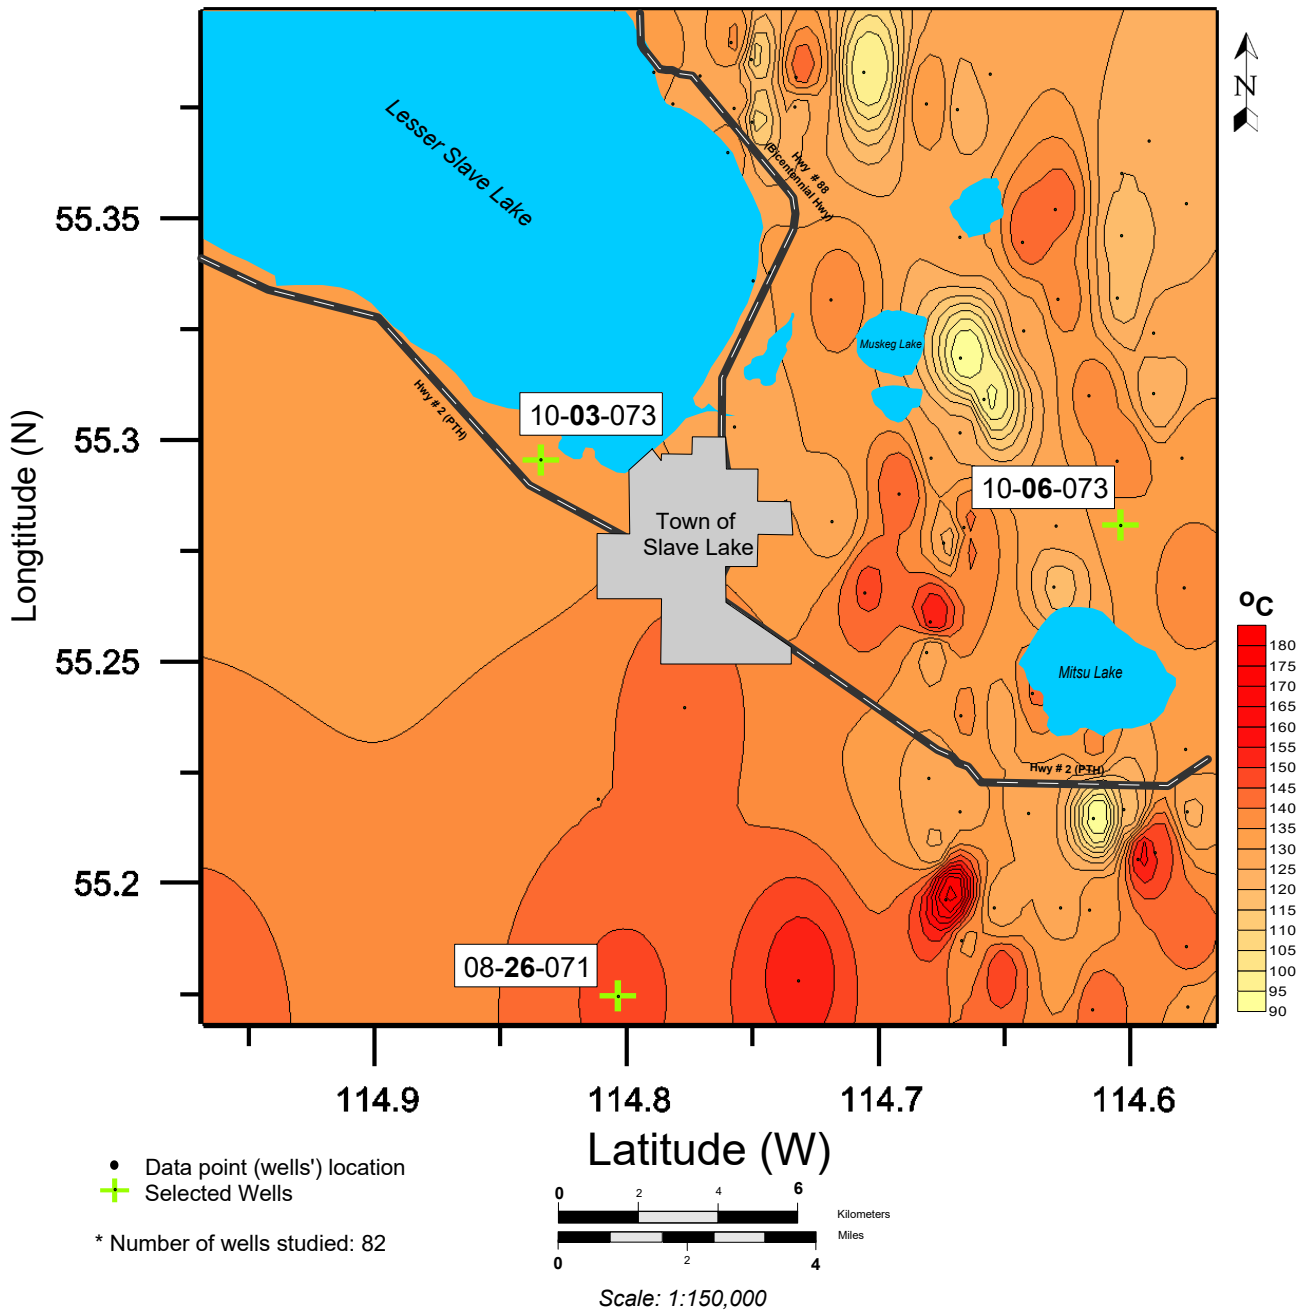 N
Lesser Slave Lake
Hwy # 88
(Bicentennial Hwy)
55.35
Muskeg Lake
Hwy # 2 (PTH)
10-03-073
55.3
10-06-073
Longtitude (N)
Town of
Slave Lake
oC
55.25
Mitsu Lake
180
175
170
165
160
155
150
145
140
135
130
125
120
115
110
105
100
95
90
Hwy # 2 (PTH)
55.2
08-26-071
114.9
114.8
114.7
114.6
Latitude (W)
Data point (wells') location
Selected Wells
* Number of wells studied: 82
0 2 4 6
Kilometers
Miles
0 2 4
Scale: 1:150,000